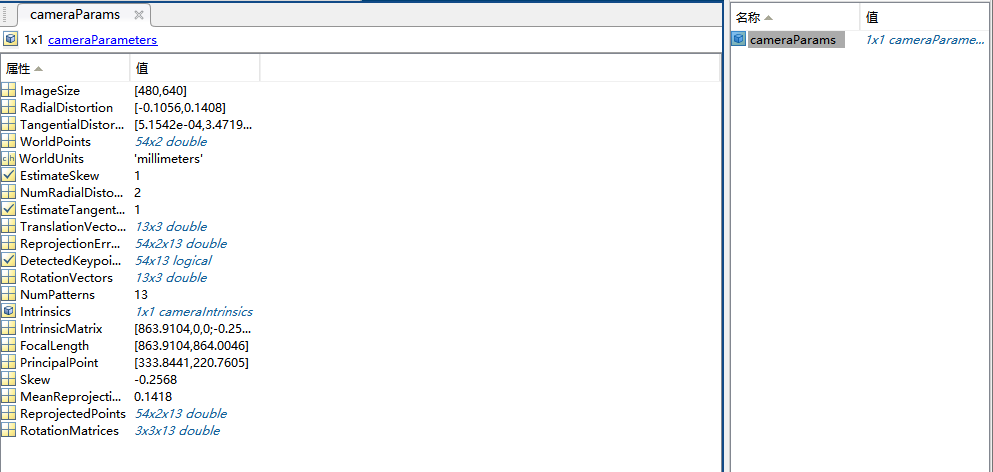 cameraParams
1x1 cameraParameters
属性 值
ImageSize [480,640]
RadialDistortion [-0.1056,0.1408]
TangentialDistor... [5.1542e-04,3.4719...
WorldPoints 54x2 double
ch WorldUnits 'millimeters'
EstimateSkew 1
NumRadialDisto... 2
EstimateTangent... 1
TranslationVecto... 13x3 double
ReprojectionErr... 54x2x13 double
DetectedKeypoi... 54x13 logical
RotationVectors 13x3 double
NumPatterns 13
Intrinsics 1x1 cameraIntrinsics
IntrinsicMatrix [863.9104,0,0;-0.25...
FocalLength [863.9104,864.0046]
PrincipalPoint [333.8441,220.7605]
Skew -0.2568
MeanReprojecti... 0.1418
ReprojectedPoints 54x2x13 double
RotationMatrices 3x3x13 double
名称 值
cameraParams 1x1 cameraParame...